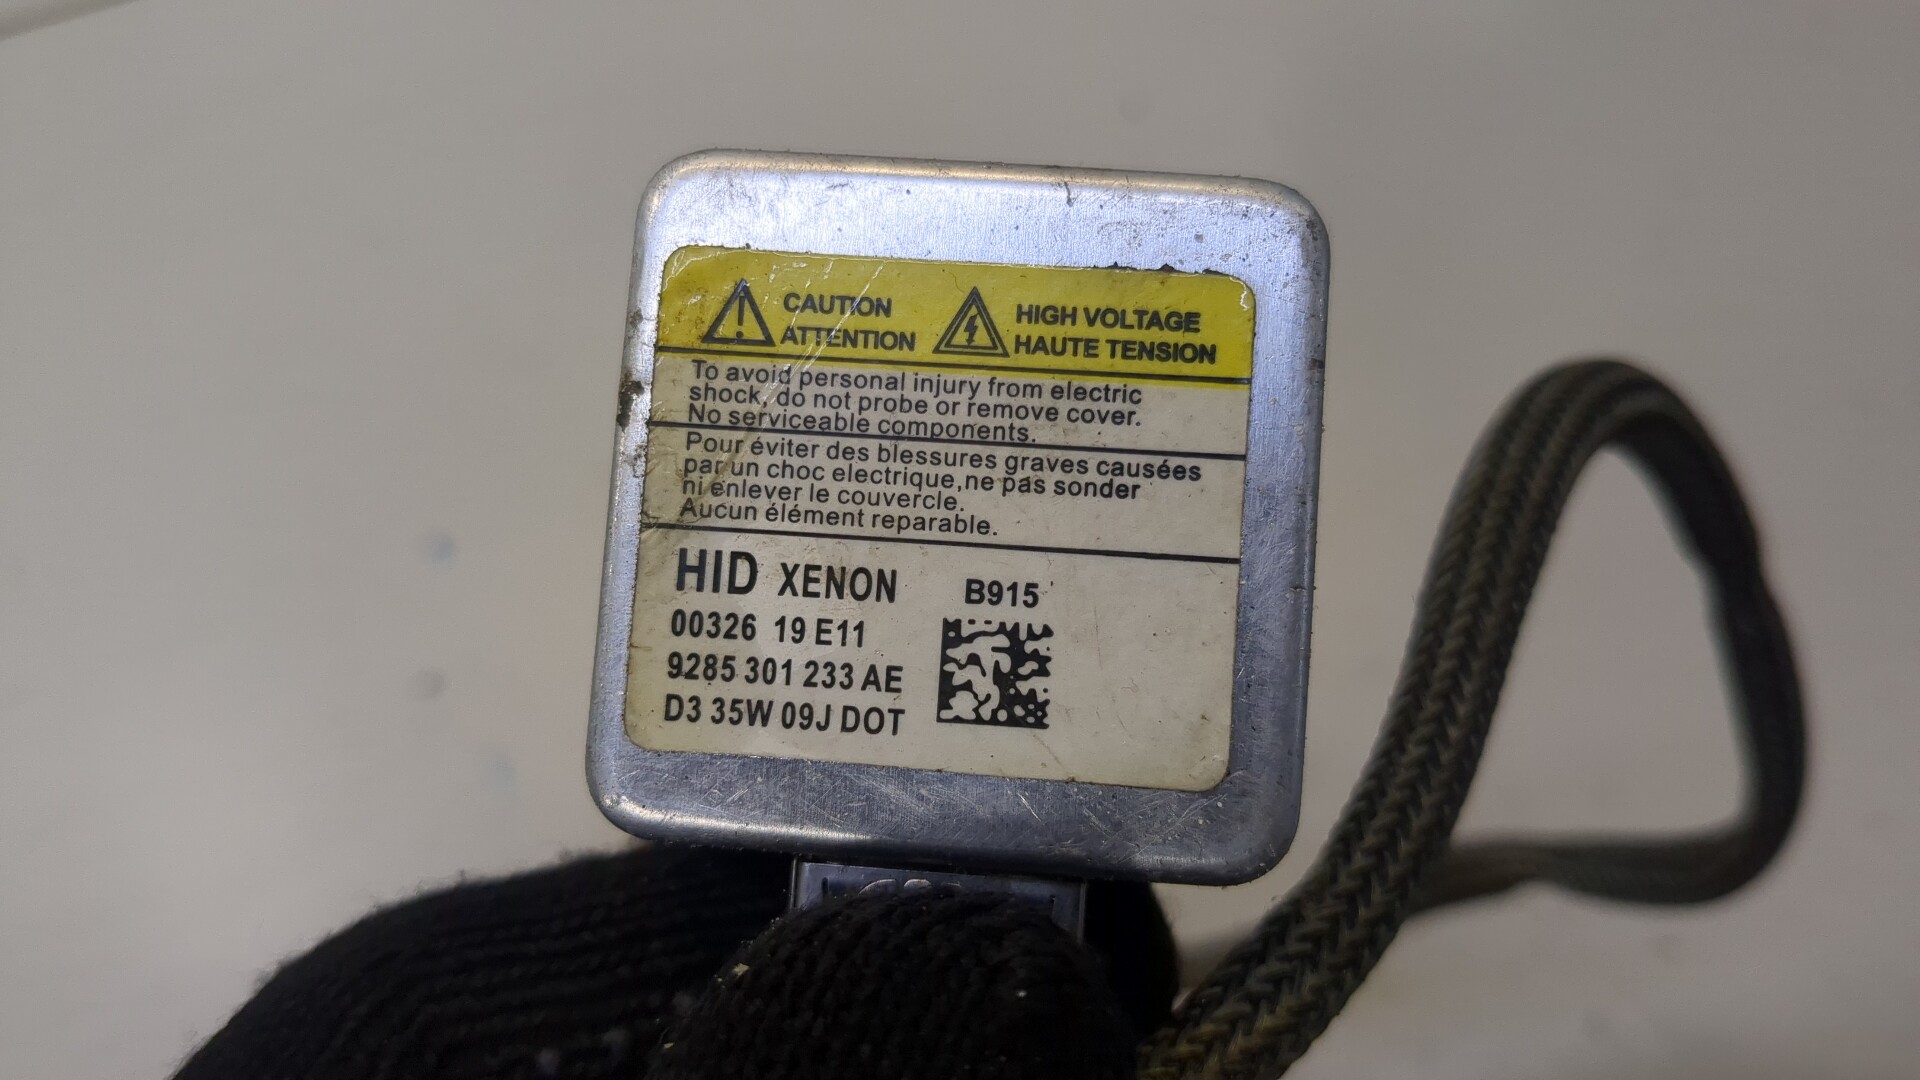 CAUTION
ATTENTION
HIGH VOLTAGE
HAUTE TENSION
To avoid personal injury from electric
shock, do not probe or remove cover.
No serviceable components.
Pour éviter des blessures graves causées
par un choc electrique,ne pas sonder
ni enlever le couvercle.
Aucun élément reparable.
HID XENON B915
00326 19 E11
9285 301 233 AE
D3 35W 09J DOT